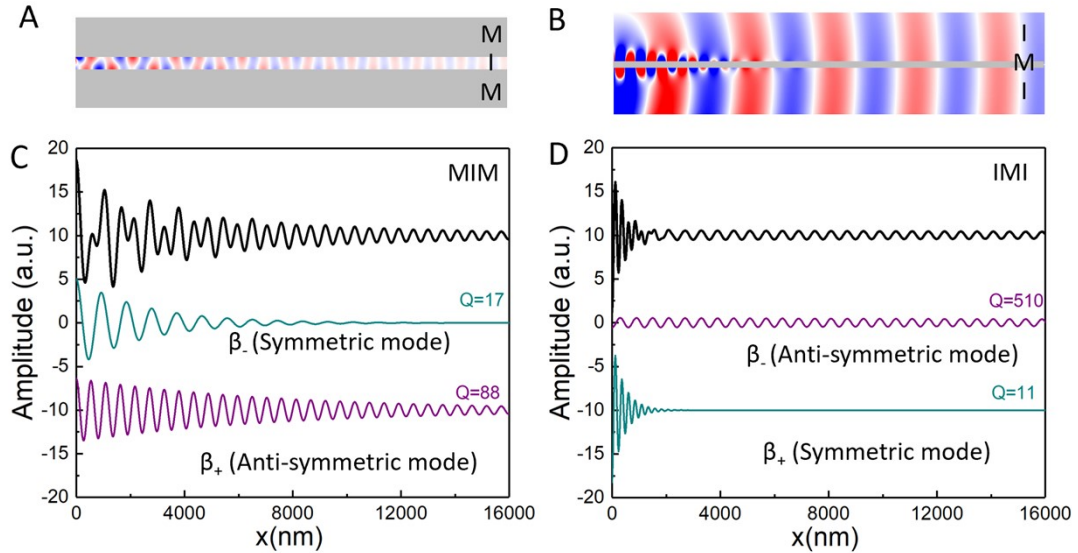 A
M
I
M
B
I
M
I
C
MIM
20
15
10
5
0
-5
-10
-15
-20
Amplitude (a.u.)
Q=17
β- (Symmetric mode)
Q=88
β+ (Anti-symmetric mode)
0 4000 8000 12000 16000
x(nm)
D
IMI
20
15
10
5
0
-5
-10
-15
-20
Amplitude (a.u.)
Q=510
β- (Anti-symmetric mode)
Q=11
β+ (Symmetric mode)
0 4000 8000 12000 16000
x(nm)